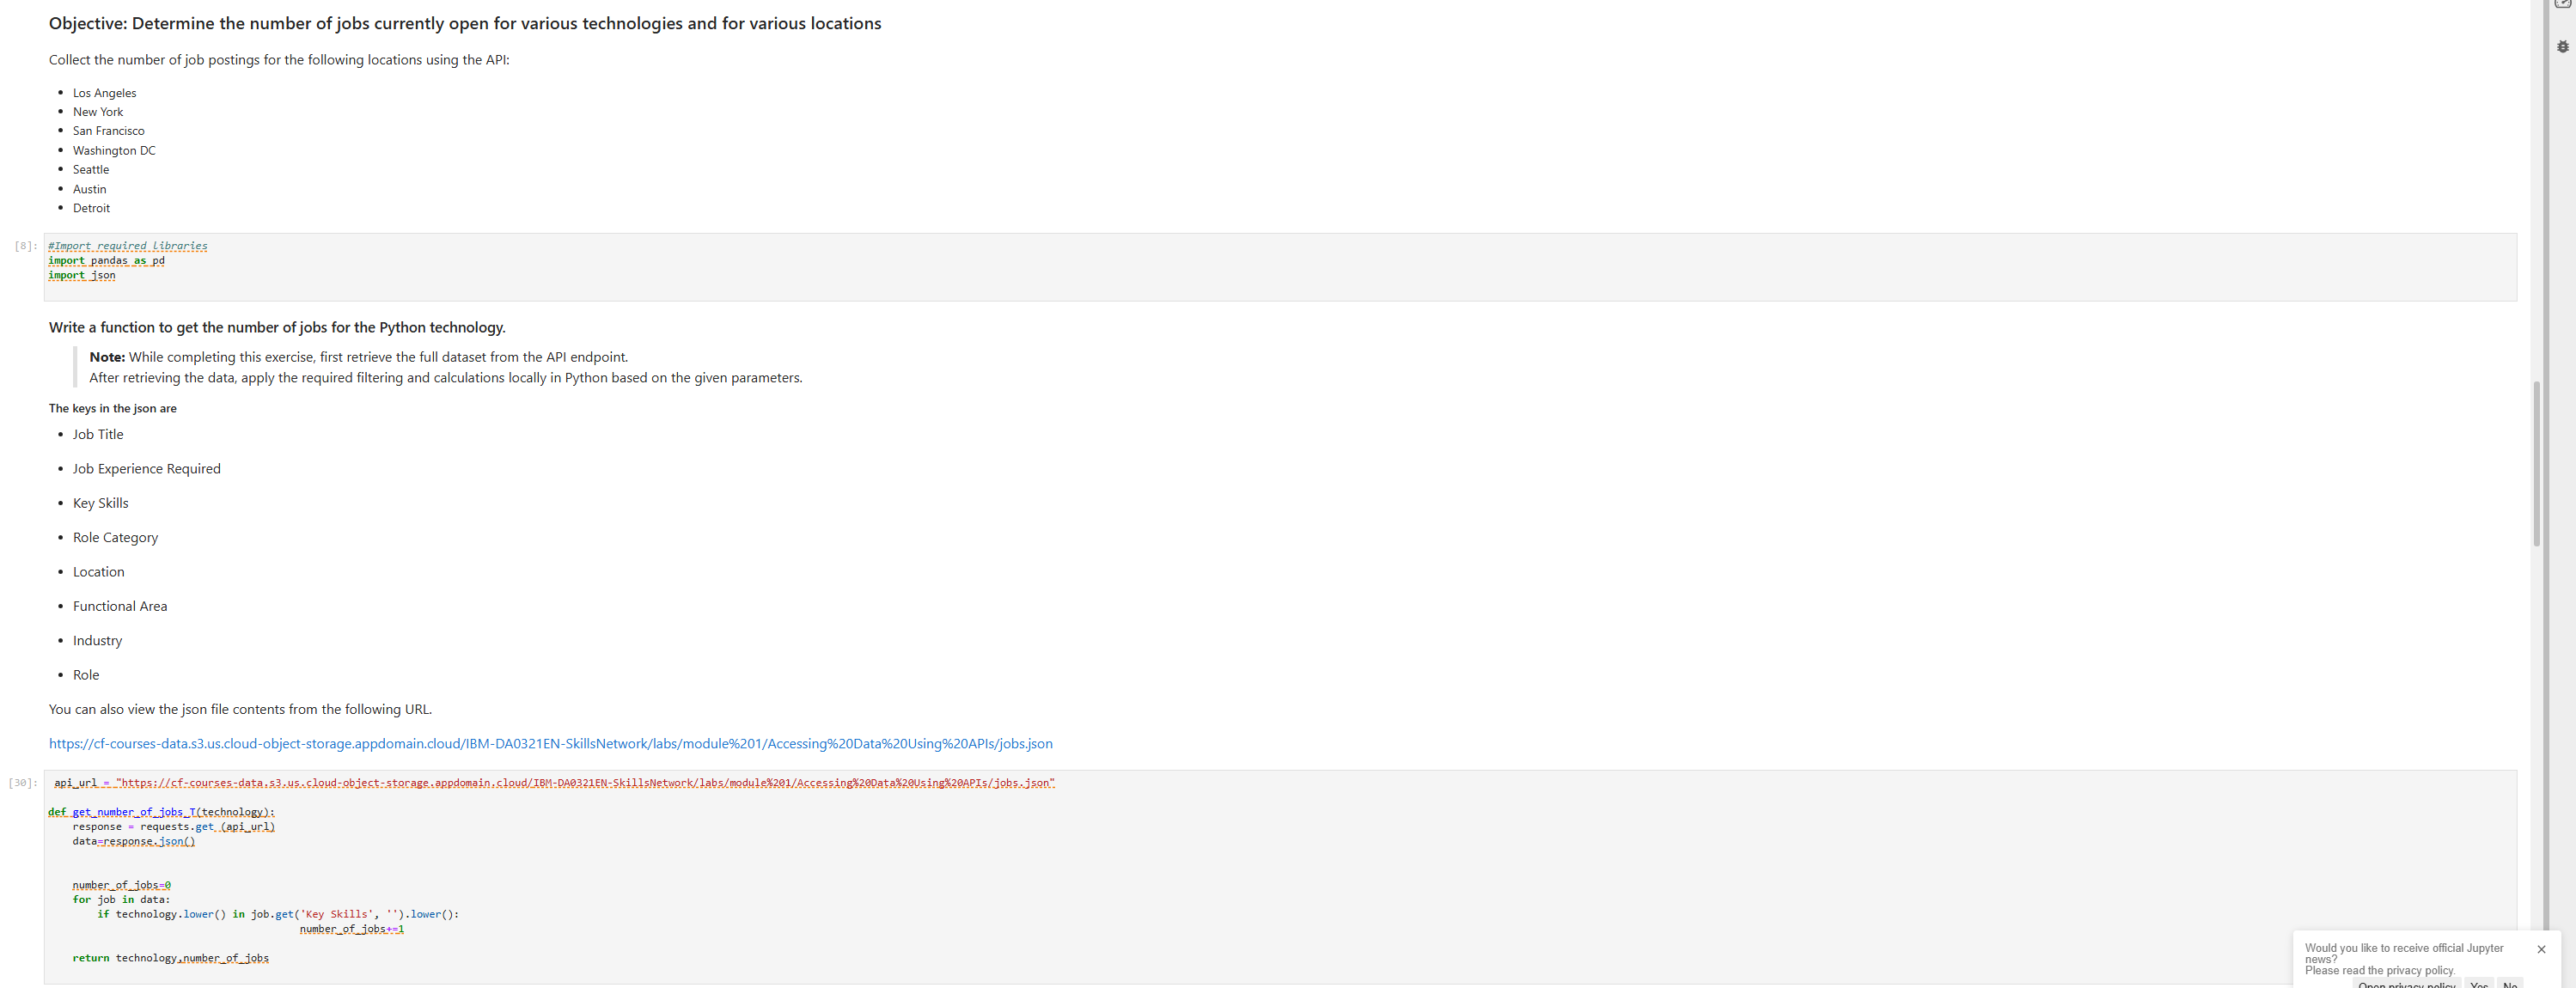 Objective: Determine the number of jobs currently open for various technologies and for various locations
Collect the number of job postings for the following locations using the API:
• Los Angeles
• New York
• San Francisco
• Washington DC
• Seattle
• Austin
• Detroit
[8]:
#Import required libraries
import pandas as pd
import json
Write a function to get the number of jobs for the Python technology.
Note: While completing this exercise, first retrieve the full dataset from the API endpoint.
After retrieving the data, apply the required filtering and calculations locally in Python based on the given parameters.
The keys in the json are
• Job Title
• Job Experience Required
• Key Skills
• Role Category
• Location
• Functional Area
• Industry
• Role
You can also view the json file contents from the following URL.
https://cf-courses-data.s3.us.cloud-object-storage.appdomain.cloud/IBM-DA0321EN-SkillsNetwork/labs/module%201/Accessing%20Data%20Using%20APIs/jobs.json
[30]:
api_url = "https://cf-courses-data.s3.us.cloud-object-storage.appdomain.cloud/IBM-DA0321EN-SkillsNetwork/labs/module%201/Accessing%20Data%20Using%20APIs/jobs.json"
def get_number_of_jobs_T(technology):
    response = requests.get (api_url)
    data=response.json()
    number_of_jobs=0
    for job in data:
        if technology.lower() in job.get('Key Skills', '').lower():
                                         number_of_jobs+=1
    return technology,number_of_jobs
Would you like to receive official Jupyter
news?
Please read the privacy policy.
Open privacy policy Yes No